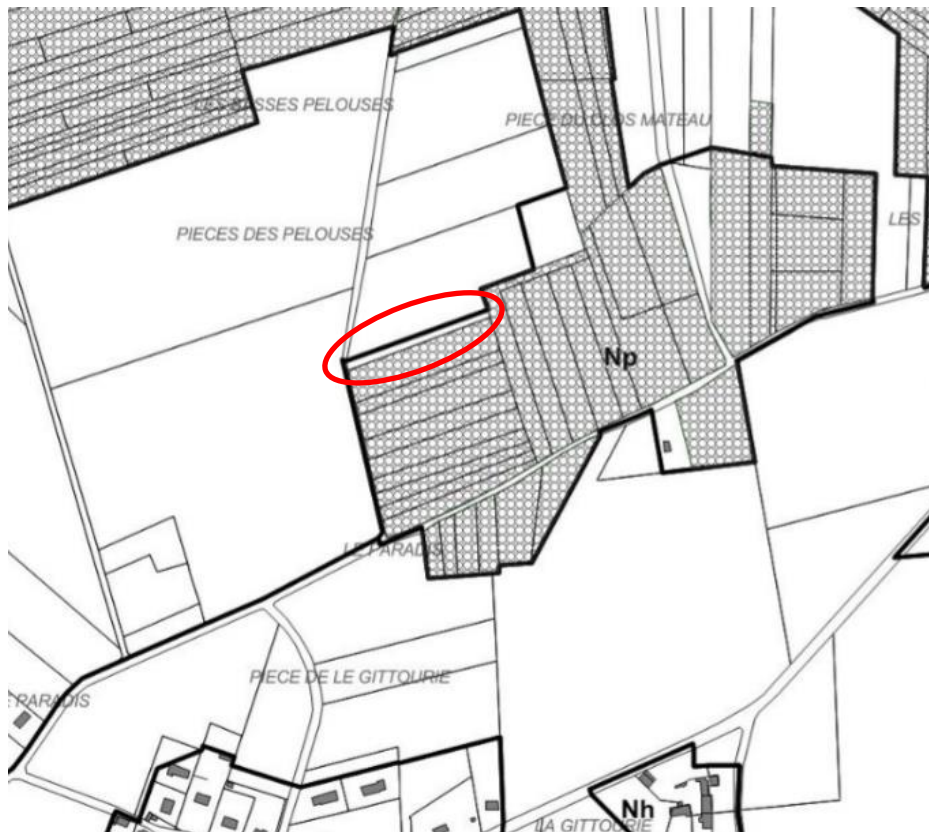 LES BASSES PELOUSES
PIECE DU CLOS MATEAU
PIECES DES PELOUSES
LES
Np
LE PARADIS
PIECE DE LE GITTOURIE
PARADIS
Nh
LA GITTOURIE